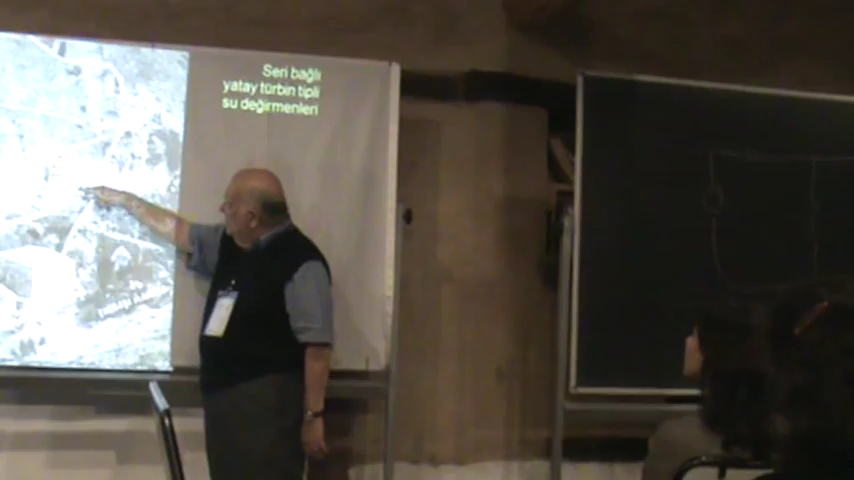 Seri bağlı
yatay türbin tipli
su değirmenleri